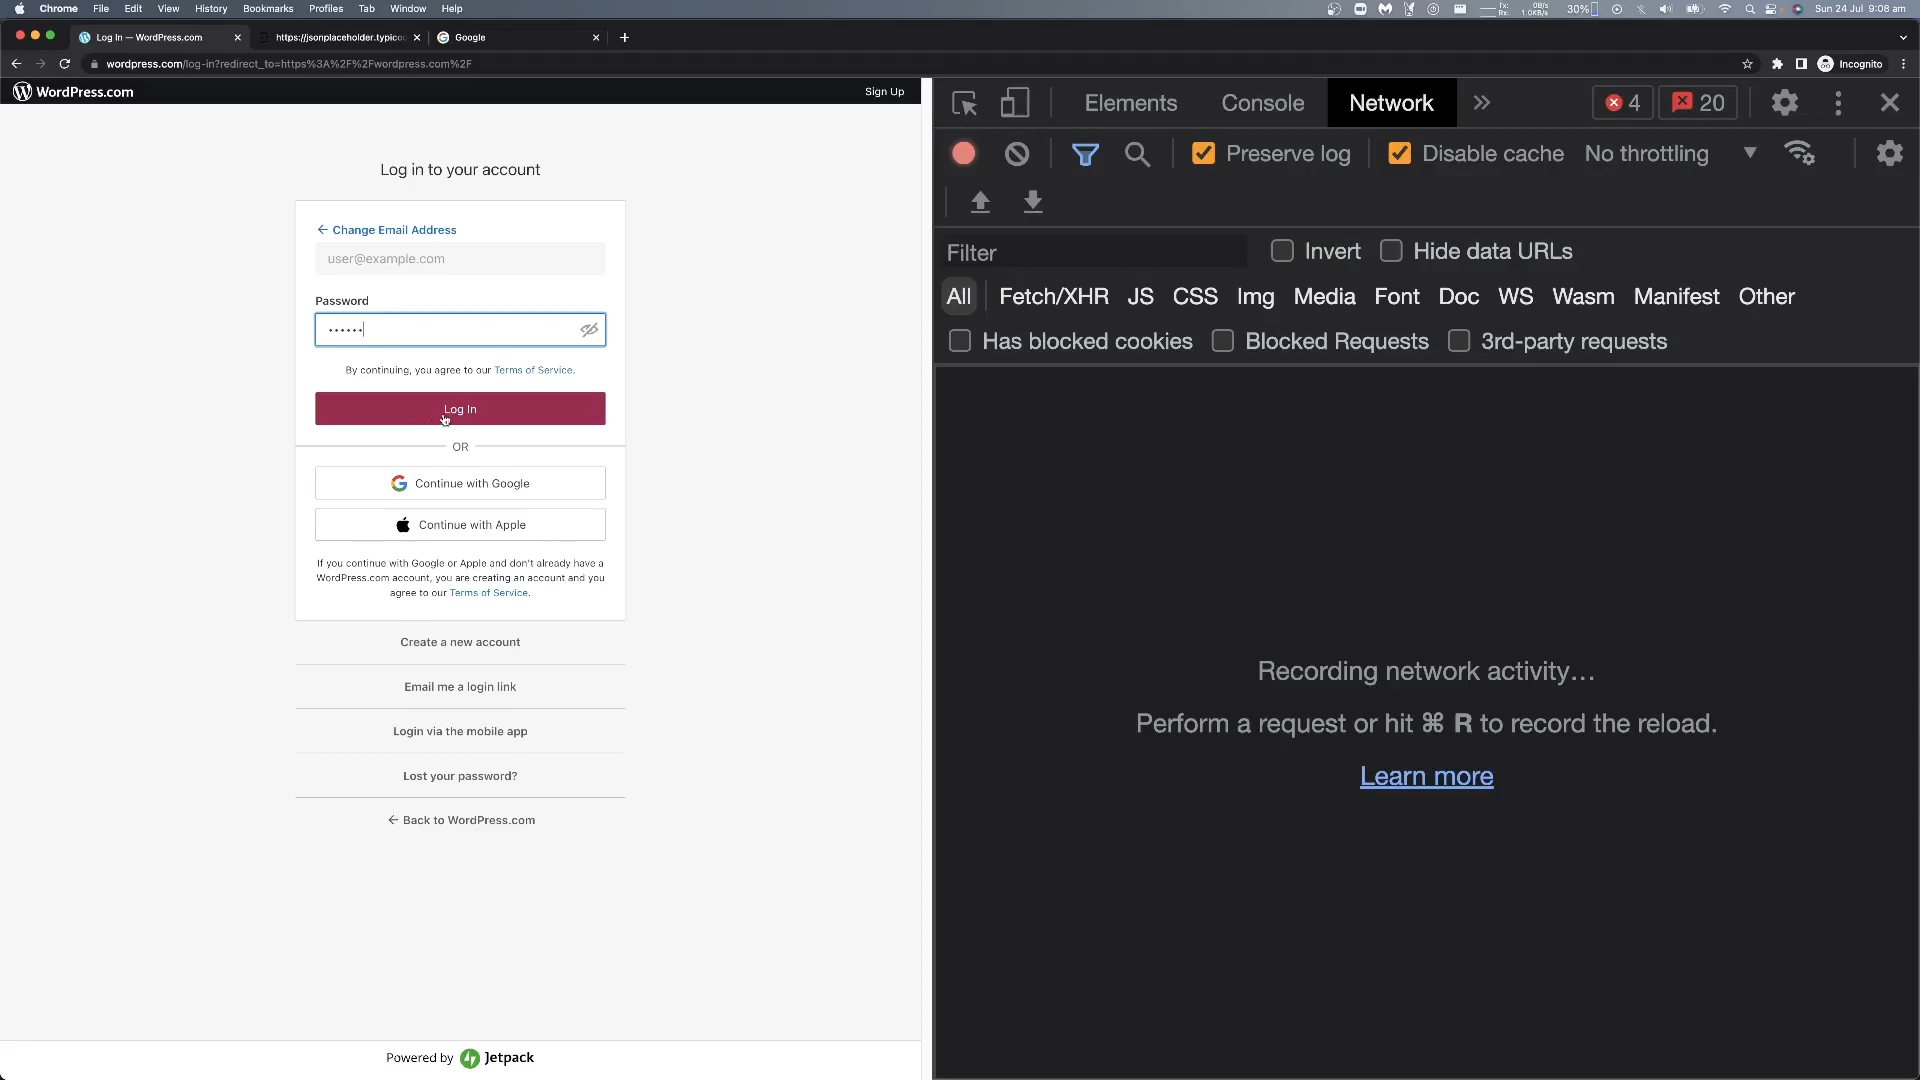 Chrome File Edit View History Bookmarks Profiles Tab Window Help
Tx:
Rx:
0B/s
1.0KB/s
30%
Sun 24 Jul 9:08 am
Log In — WordPress.com
https://jsonplaceholder.typico
Google
wordpress.com/log-in?redirect_to=https%3A%2F%2Fwordpress.com%2F
Incognito
WordPress.com
Sign Up
Log in to your account
← Change Email Address
user@example.com
Password
••••••
By continuing, you agree to our Terms of Service.
Log In
OR
Continue with Google
Continue with Apple
If you continue with Google or Apple and don't already have a
WordPress.com account, you are creating an account and you
agree to our Terms of Service.
Create a new account
Email me a login link
Login via the mobile app
Lost your password?
← Back to WordPress.com
Powered by Jetpack
Elements Console Network » 4 20
Preserve log Disable cache No throttling
Filter Invert Hide data URLs
All Fetch/XHR JS CSS Img Media Font Doc WS Wasm Manifest Other
Has blocked cookies Blocked Requests 3rd-party requests
Recording network activity…
Perform a request or hit ⌘ R to record the reload.
Learn more